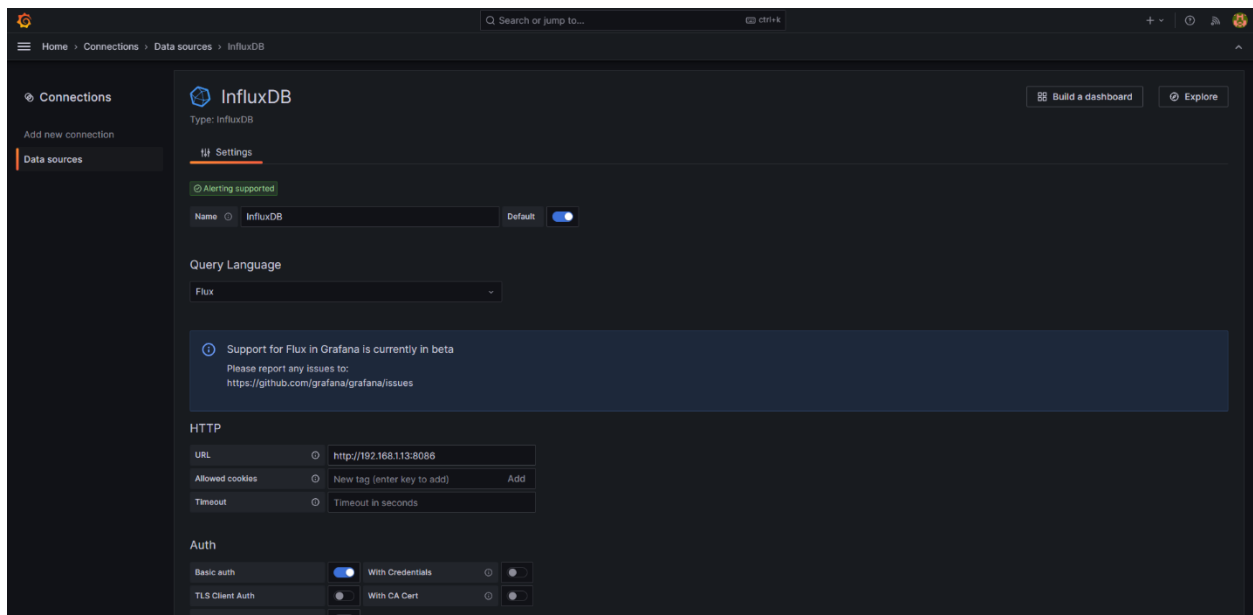 Search or jump to... ctrl+k
Home › Connections › Data sources › InfluxDB
Connections
Add new connection
Data sources
InfluxDB
Type: InfluxDB
Build a dashboard
Explore
Settings
Alerting supported
Name InfluxDB Default
Query Language
Flux
Support for Flux in Grafana is currently in beta
Please report any issues to:
https://github.com/grafana/grafana/issues
HTTP
URL http://192.168.1.13:8086
Allowed cookies New tag (enter key to add) Add
Timeout Timeout in seconds
Auth
Basic auth With Credentials
TLS Client Auth With CA Cert